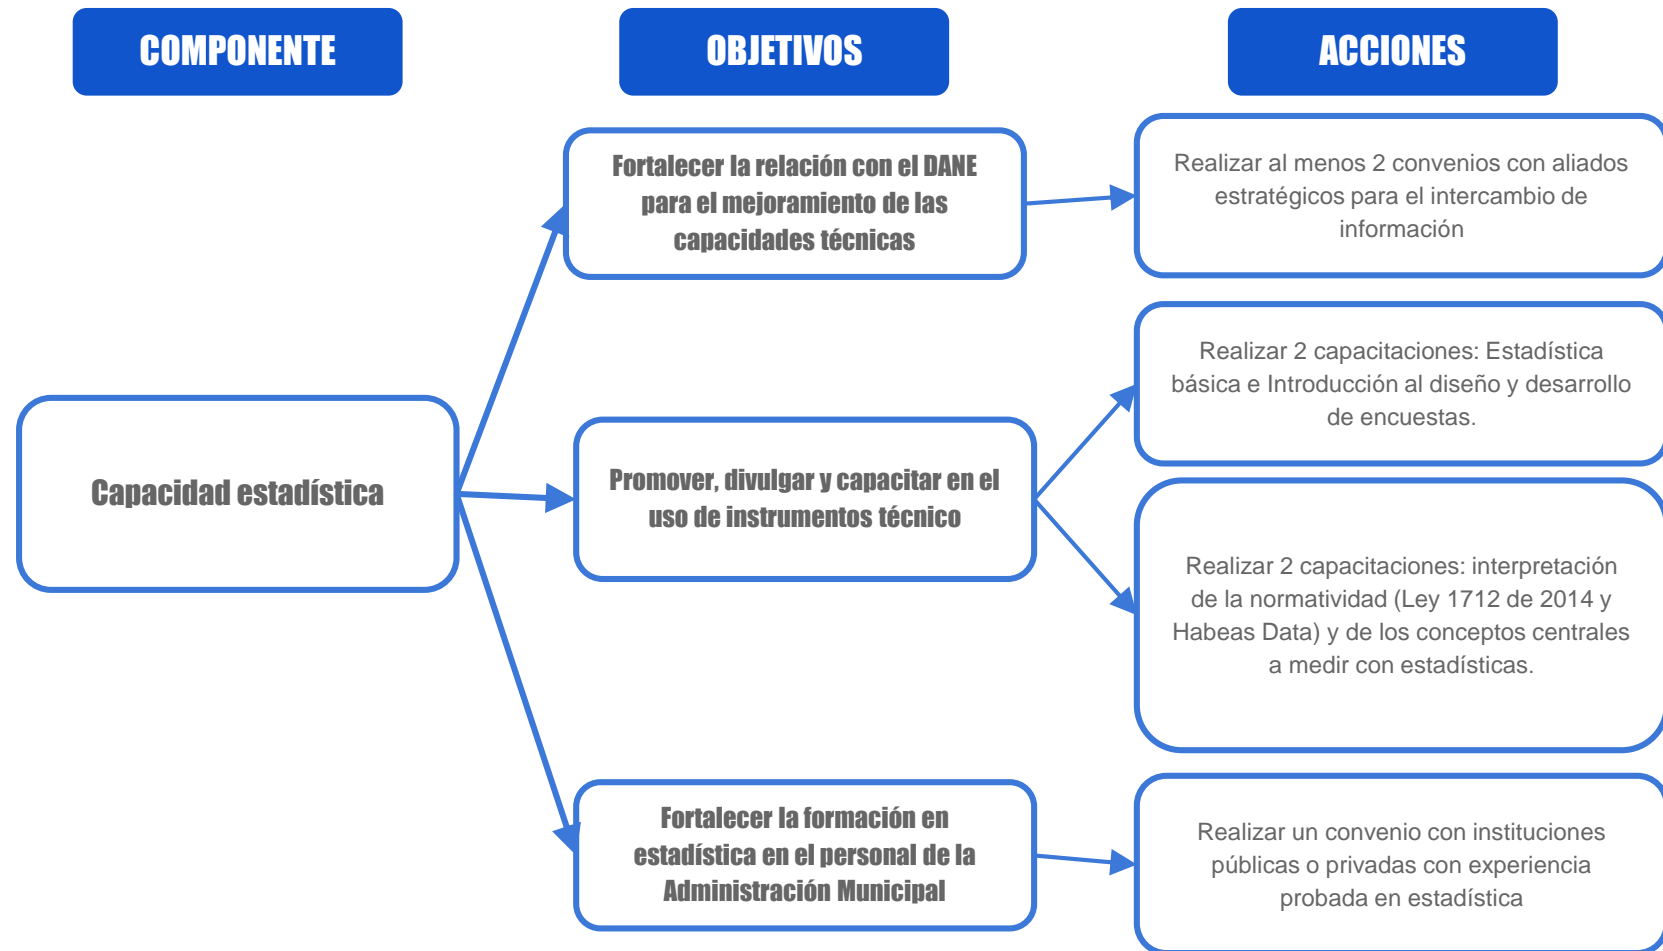 COMPONENTE
OBJETIVOS
ACCIONES
Capacidad estadística
Fortalecer la relación con el DANE
para el mejoramiento de las
capacidades técnicas
Realizar al menos 2 convenios con aliados
estratégicos para el intercambio de
información
Promover, divulgar y capacitar en el
uso de instrumentos técnico
Realizar 2 capacitaciones: Estadística
básica e Introducción al diseño y desarrollo
de encuestas.
Realizar 2 capacitaciones: interpretación
de la normatividad (Ley 1712 de 2014 y
Habeas Data) y de los conceptos centrales
a medir con estadísticas.
Fortalecer la formación en
estadística en el personal de la
Administración Municipal
Realizar un convenio con instituciones
públicas o privadas con experiencia
probada en estadística